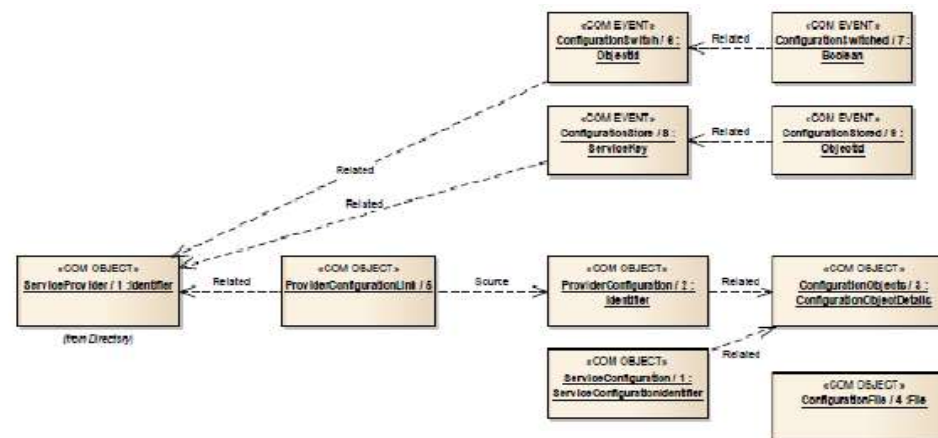 «COM EVENT»
ConfigurationSwitch / 6 :
ObjectId
Related
«COM EVENT»
ConfigurationSwitched / 7 :
Boolean
«COM EVENT»
ConfigurationStore / 8 :
ServiceKey
Related
«COM EVENT»
ConfigurationStored / 9 :
ObjectId
Related
Related
«COM OBJECT»
ServiceProvider / 1 :Identifier
(from Directory)
Related
«COM OBJECT»
ProviderConfigurationLink / 5
Source
«COM OBJECT»
ProviderConfiguration / 2 :
Identifier
Related
«COM OBJECT»
ConfigurationObjects / 3 :
ConfigurationObjectDetails
Related
«COM OBJECT»
ServiceConfiguration / 1 :
ServiceConfigurationIdentifier
«COM OBJECT»
ConfigurationFile / 4 :File